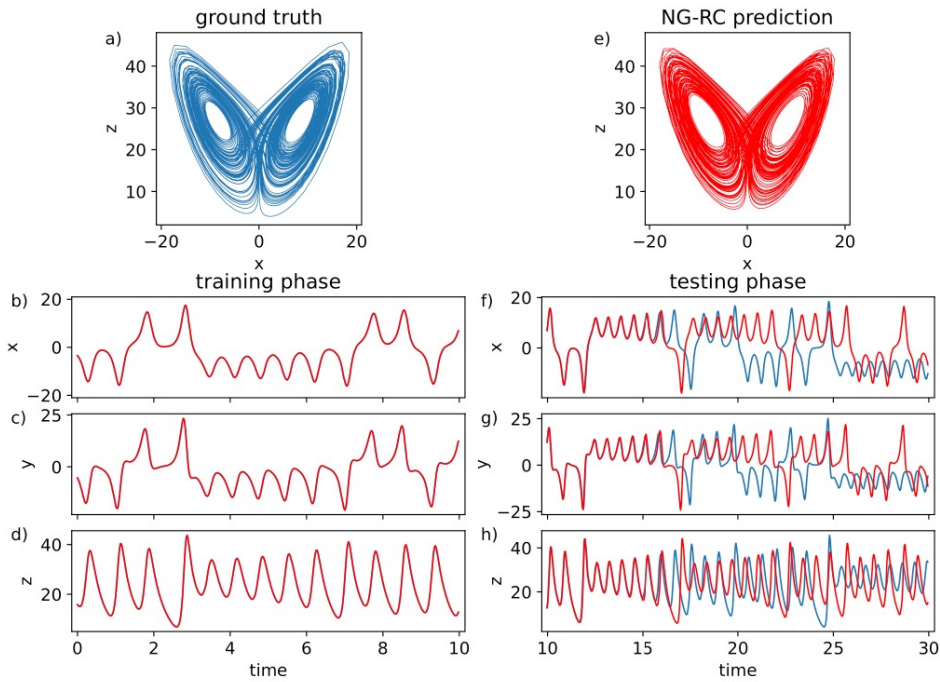 ground truth
a)
z
40
30
20
10
−20 0 20
x
NG-RC prediction
e)
z
40
30
20
10
−20 0 20
x
training phase
b)
x
20
0
−20
c)
y
25
0
d)
z
40
20
0 2 4 6 8 10
time
testing phase
f)
x
20
0
g)
y
25
0
−25
h)
z
40
20
10 15 20 25 30
time